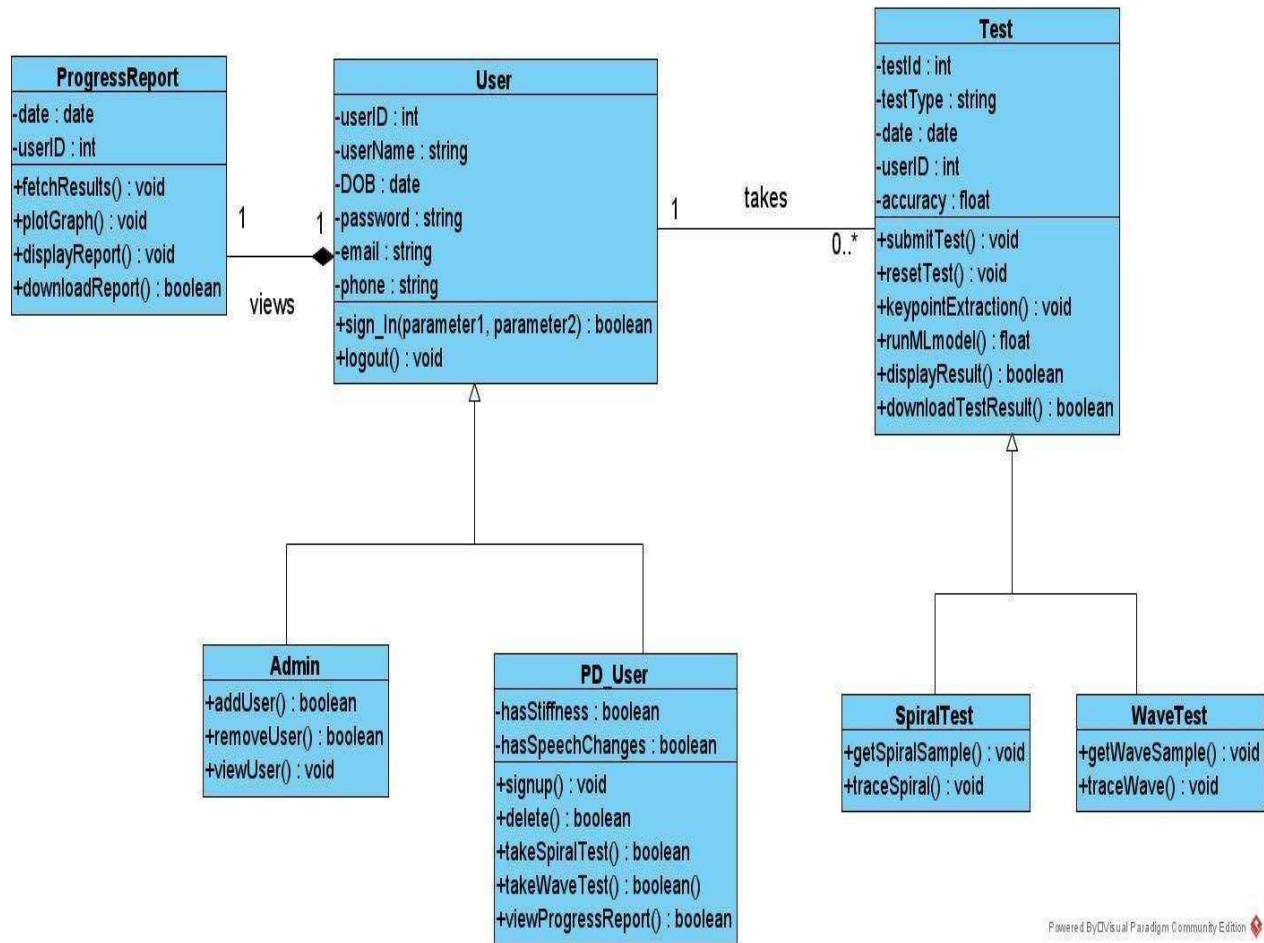 ProgressReport
-date : date
-userID : int
+fetchResults() : void
+plotGraph() : void
+displayReport() : void
+downloadReport() : boolean
1
1
views
User
-userID : int
-userName : string
-DOB : date
-password : string
-email : string
-phone : string
+sign_In(parameter1, parameter2) : boolean
+logout() : void
1
takes
0..*
Test
-testId : int
-testType : string
-date : date
-userID : int
-accuracy : float
+submitTest() : void
+resetTest() : void
+keypointExtraction() : void
+runMLmodel() : float
+displayResult() : boolean
+downloadTestResult() : boolean
Admin
+addUser() : boolean
+removeUser() : boolean
+viewUser() : void
PD_User
-hasStiffness : boolean
-hasSpeechChanges : boolean
+signup() : void
+delete() : boolean
+takeSpiralTest() : boolean
+takeWaveTest() : boolean()
+viewProgressReport() : boolean
SpiralTest
+getSpiralSample() : void
+traceSpiral() : void
WaveTest
+getWaveSample() : void
+traceWave() : void
Powered By Visual Paradigm Community Edition